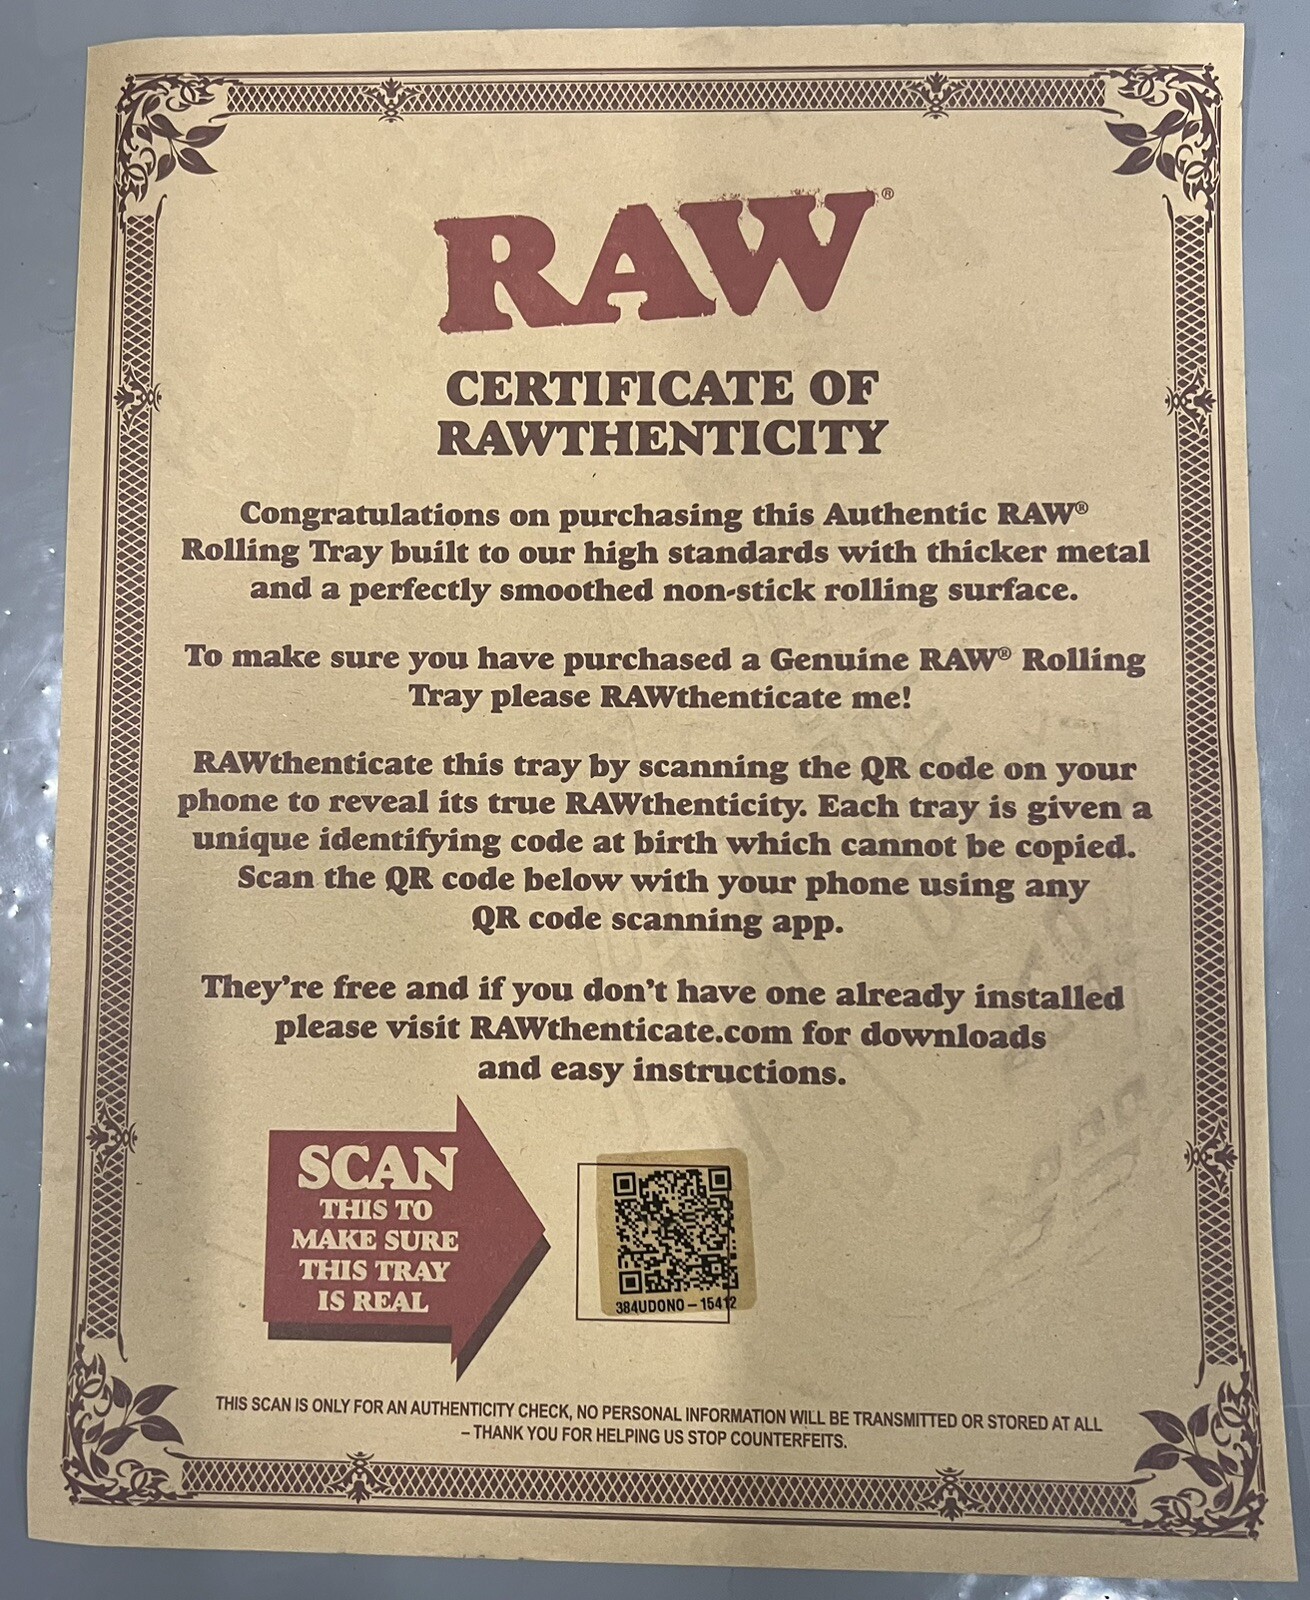 RAW®
CERTIFICATE OF
RAWTHENTICITY
Congratulations on purchasing this Authentic RAW®
Rolling Tray built to our high standards with thicker metal
and a perfectly smoothed non-stick rolling surface.
To make sure you have purchased a Genuine RAW® Rolling
Tray please RAWthenticate me!
RAWthenticate this tray by scanning the QR code on your
phone to reveal its true RAWthenticity. Each tray is given a
unique identifying code at birth which cannot be copied.
Scan the QR code below with your phone using any
QR code scanning app.
They're free and if you don't have one already installed
please visit RAWthenticate.com for downloads
and easy instructions.
SCAN
THIS TO
MAKE SURE
THIS TRAY
IS REAL
384UDONO – 15412
THIS SCAN IS ONLY FOR AN AUTHENTICITY CHECK, NO PERSONAL INFORMATION WILL BE TRANSMITTED OR STORED AT ALL
– THANK YOU FOR HELPING US STOP COUNTERFEITS.